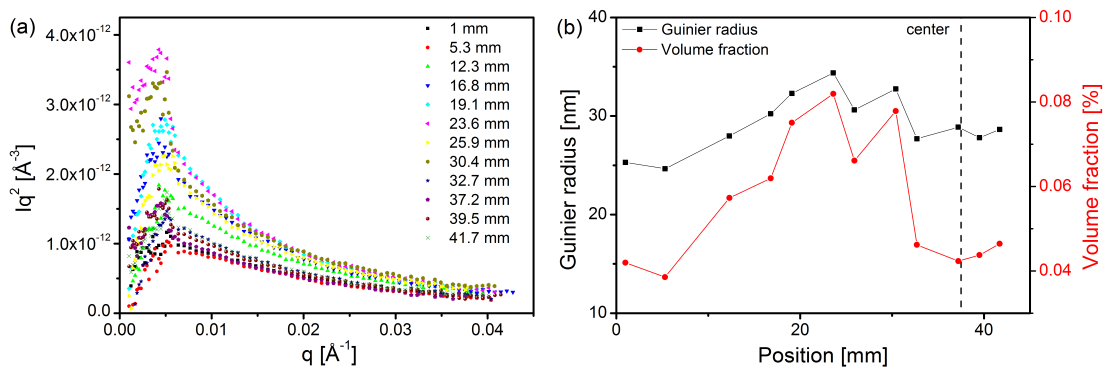 (a)
4.0x10⁻¹²
3.0x10⁻¹²
2.0x10⁻¹²
1.0x10⁻¹²
0.0
Iq² [Å⁻³]
0.00
0.01
0.02
0.03
0.04
q [Å⁻¹]
1 mm
5.3 mm
12.3 mm
16.8 mm
19.1 mm
23.6 mm
25.9 mm
30.4 mm
32.7 mm
37.2 mm
39.5 mm
41.7 mm
(b)
40
30
20
10
Guinier radius [nm]
Guinier radius
Volume fraction
center
0
20
40
Position [mm]
0.10
0.08
0.06
0.04
Volume fraction [%]